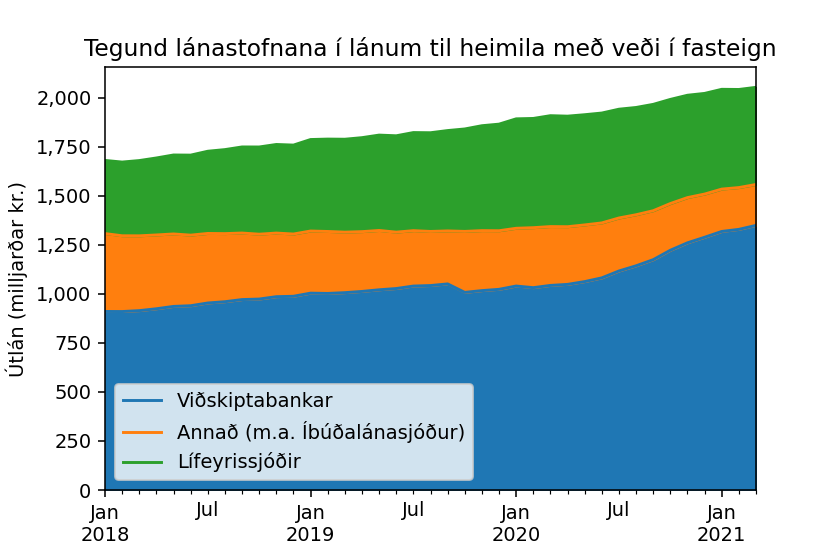 Tegund lánastofnana í lánum til heimila með veði í fasteign
Útlán (milljarðar kr.)
2,000
1,750
1,500
1,250
1,000
750
500
250
0
Viðskiptabankar
Annað (m.a. Íbúðalánasjóður)
Lífeyrissjóðir
Jan Jul Jan Jul Jan Jul Jan
2018 2019 2020 2021